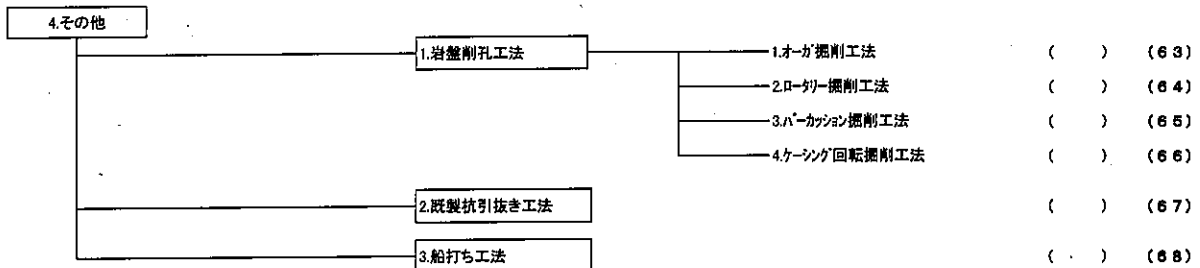 4.その他
1.岩盤削孔工法 1.オーガ掘削工法 ( ) (63)
2.ロータリー掘削工法 ( ) (64)
3.パーカッション掘削工法 ( ) (65)
4.ケーシング回転掘削工法 ( ) (66)
2.既製抗引抜き工法 ( ) (67)
3.船打ち工法 ( ) (68)